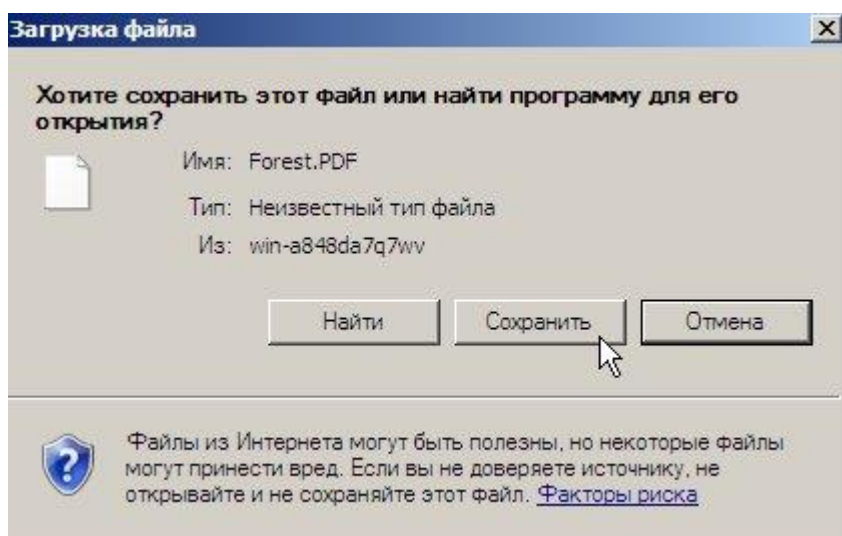 Загрузка файла
Хотите сохранить этот файл или найти программу для его
открытия?
Имя: Forest.PDF
Тип: Неизвестный тип файла
Из: win-a848da7q7wv
Найти Сохранить Отмена
Файлы из Интернета могут быть полезны, но некоторые файлы
могут принести вред. Если вы не доверяете источнику, не
открывайте и не сохраняйте этот файл. Факторы риска